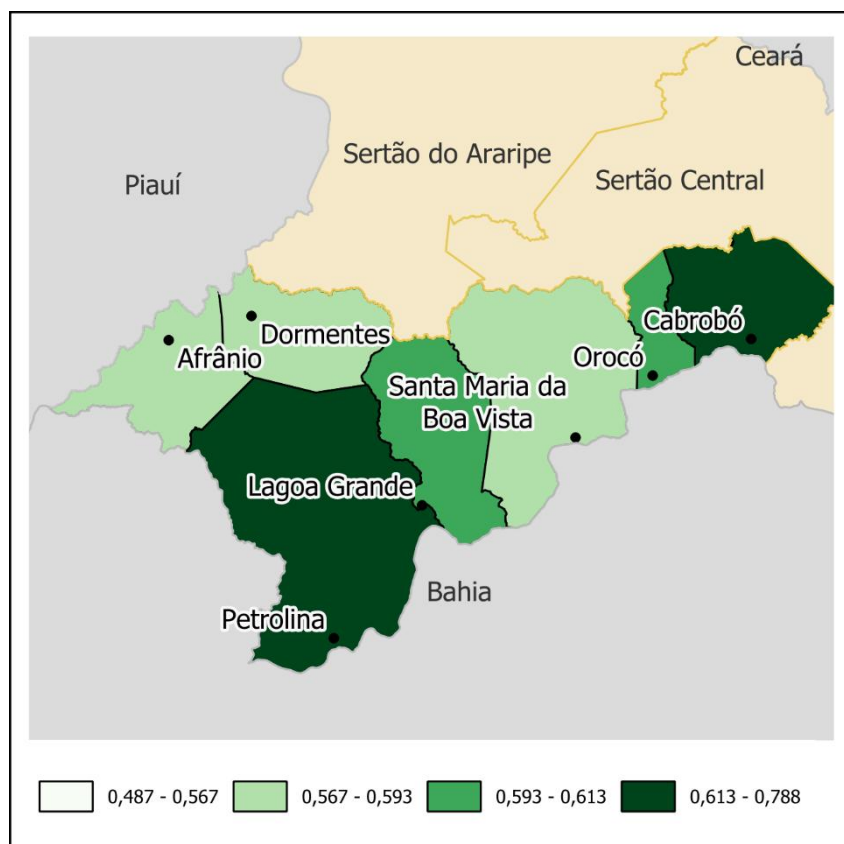 Ceará
Sertão do Araripe
Piauí
Sertão Central
Dormentes
Cabrobó
Afrânio
Orocó
Santa Maria da
Boa Vista
Lagoa Grande
Bahia
Petrolina
0,487 - 0,567
0,567 - 0,593
0,593 - 0,613
0,613 - 0,788